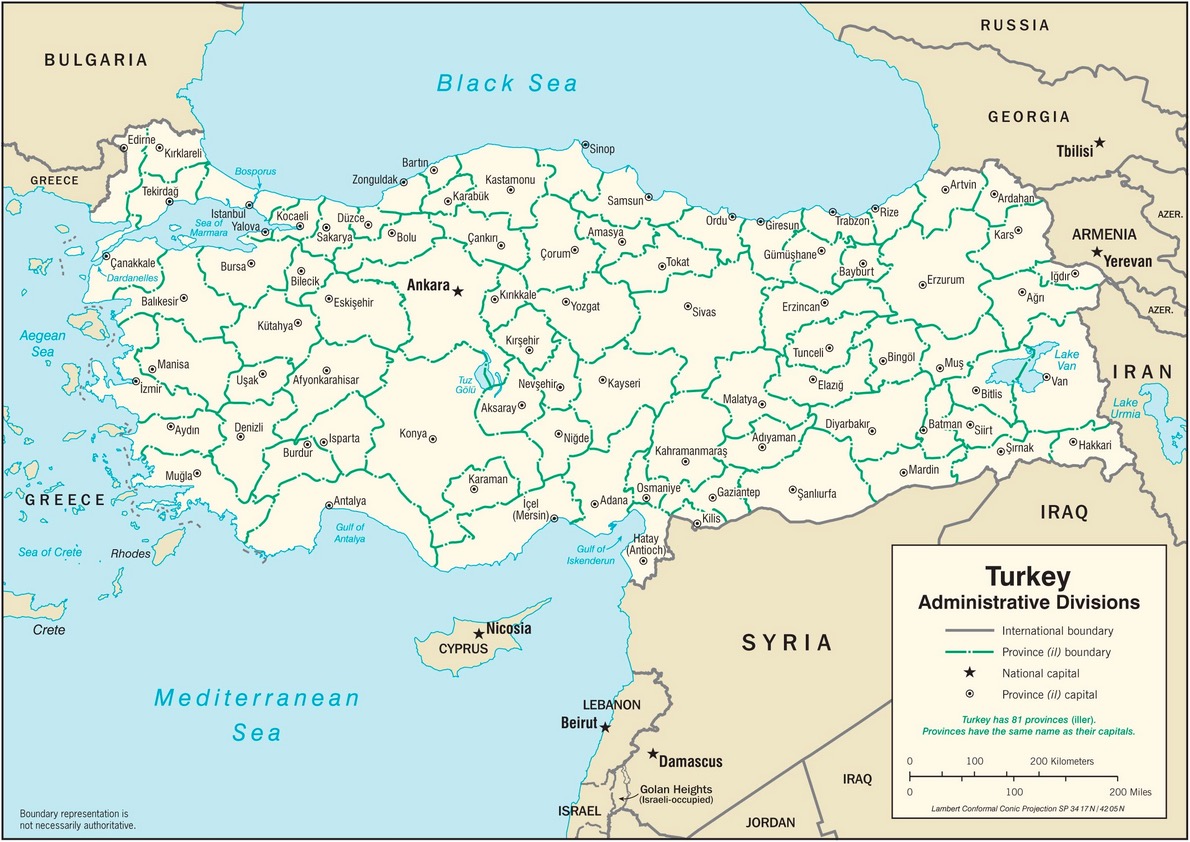 RUSSIA
BULGARIA
Black Sea
GEORGIA
Tbilisi
Edirne
Kırklareli
Sinop
Bartın
GREECE
Zonguldak
Kastamonu
Bosporus
Artvin
Tekirdağ
Karabük
Ardahan
Samsun
Istanbul
Kocaeli
Düzce
Ordu
Giresun
Trabzon
Rize
AZER.
Sea of
Marmara
Yalova
Sakarya
Bolu
Çankırı
Amasya
Kars
ARMENIA
Yerevan
Çorum
Gümüşhane
Çanakkale
Bursa
Tokat
Bayburt
Iğdır
Dardanelles
Bilecik
Ankara
Erzurum
Balıkesir
Eskişehir
Kırıkkale
Yozgat
Sivas
Erzincan
Ağrı
AZER.
Kütahya
Aegean
Sea
Kırşehir
Tunceli
Bingöl
Muş
Lake
Van
Manisa
IRAN
İzmir
Uşak
Afyonkarahisar
Tuz
Gölü
Nevşehir
Kayseri
Elazığ
Van
Bitlis
Lake
Urmia
Aksaray
Malatya
Aydın
Denizli
Isparta
Konya
Niğde
Adıyaman
Diyarbakır
Batman
Siirt
Burdur
Kahramanmaraş
Şırnak
Hakkari
Muğla
Karaman
Mardin
Osmaniye
Gaziantep
Şanlıurfa
GREECE
Antalya
İçel
(Mersin)
Adana
Kilis
IRAQ
Gulf of
Antalya
Hatay
(Antioch)
Sea of Crete
Rhodes
Gulf of
Iskenderun
Crete
Nicosia
CYPRUS
SYRIA
Mediterranean
Sea
LEBANON
Beirut
Damascus
IRAQ
Golan Heights
(Israeli-occupied)
ISRAEL
JORDAN
Boundary representation is
not necessarily authoritative.
Turkey
Administrative Divisions
International boundary
Province (il) boundary
National capital
Province (il) capital
Turkey has 81 provinces (iller).
Provinces have the same name as their capitals.
0 100 200 Kilometers
0 100 200 Miles
Lambert Conformal Conic Projection SP 34 17 N / 42 05 N